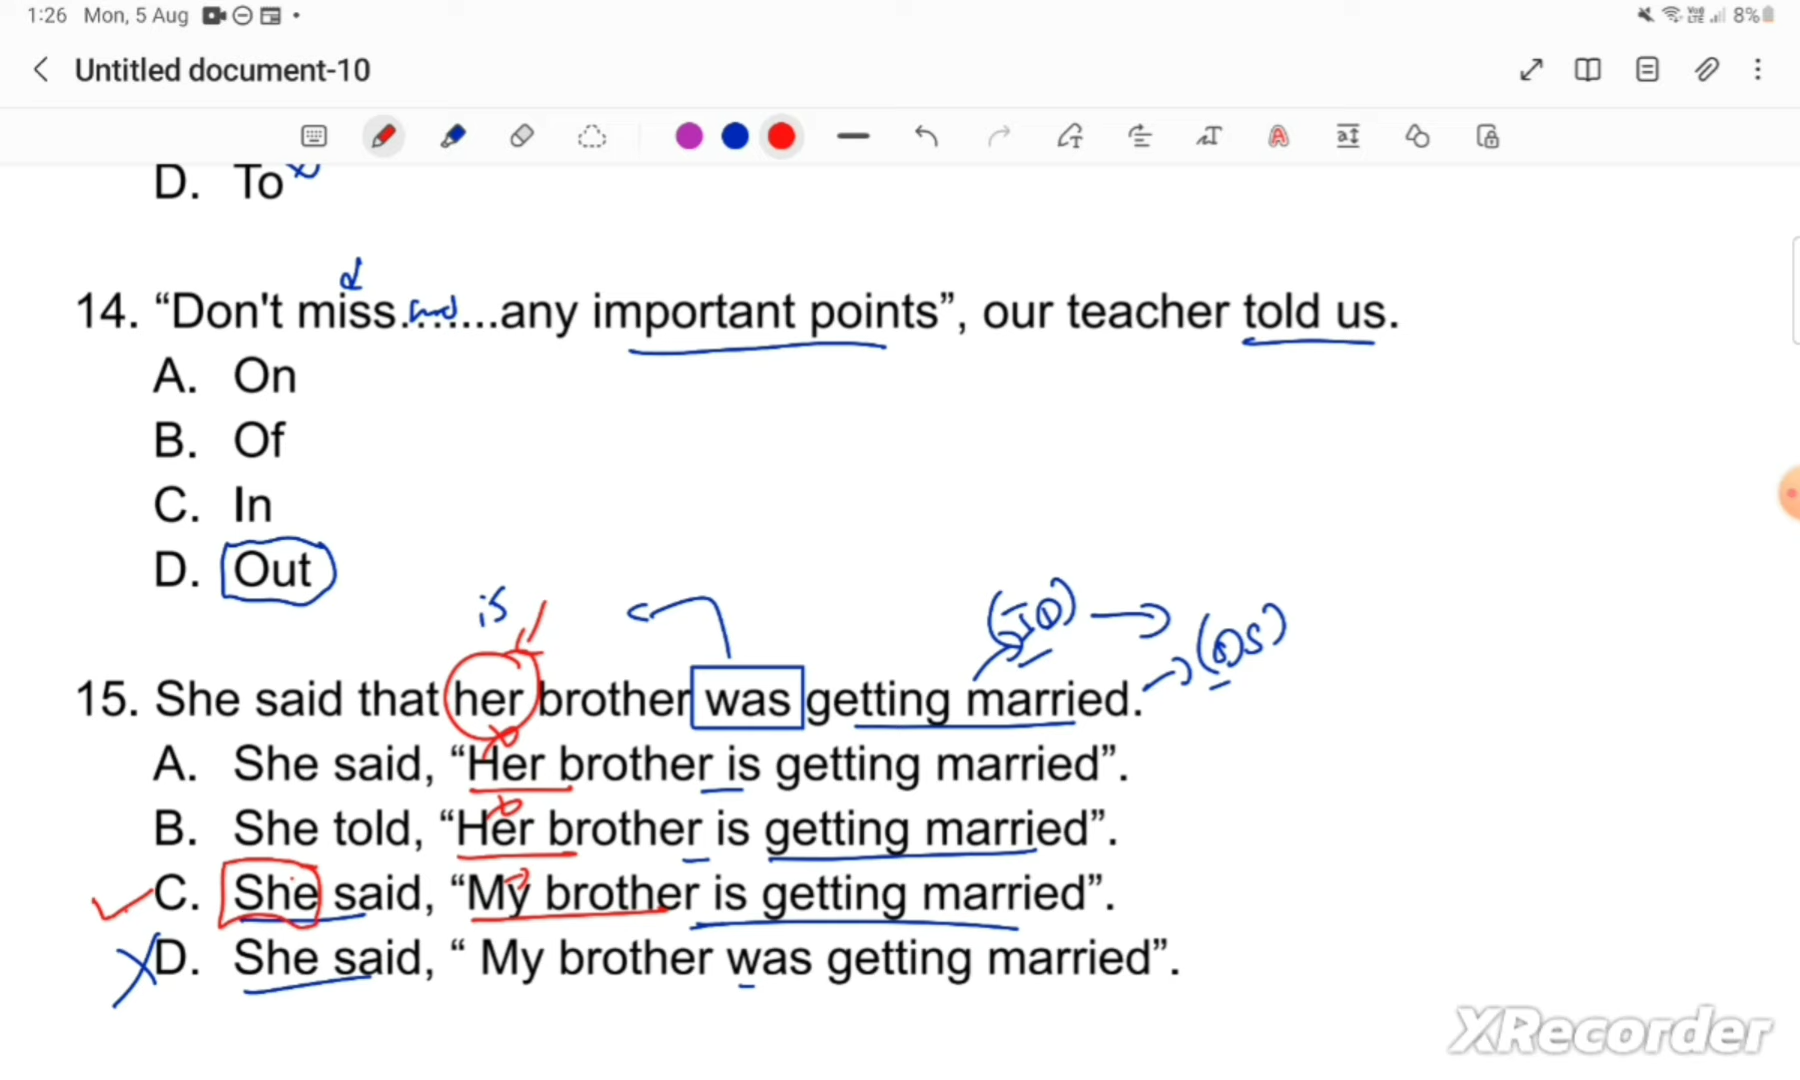 1:26 Mon, 5 Aug
8%
Untitled document-10
D. To
14. “Don't miss.......any important points”, our teacher told us.
A. On
B. Of
C. In
D. Out
is
15. She said that her brother was getting married.
A. She said, “Her brother is getting married”.
B. She told, “Her brother is getting married”.
C. She said, “My brother is getting married”.
D. She said, “ My brother was getting married”.
XRecorder